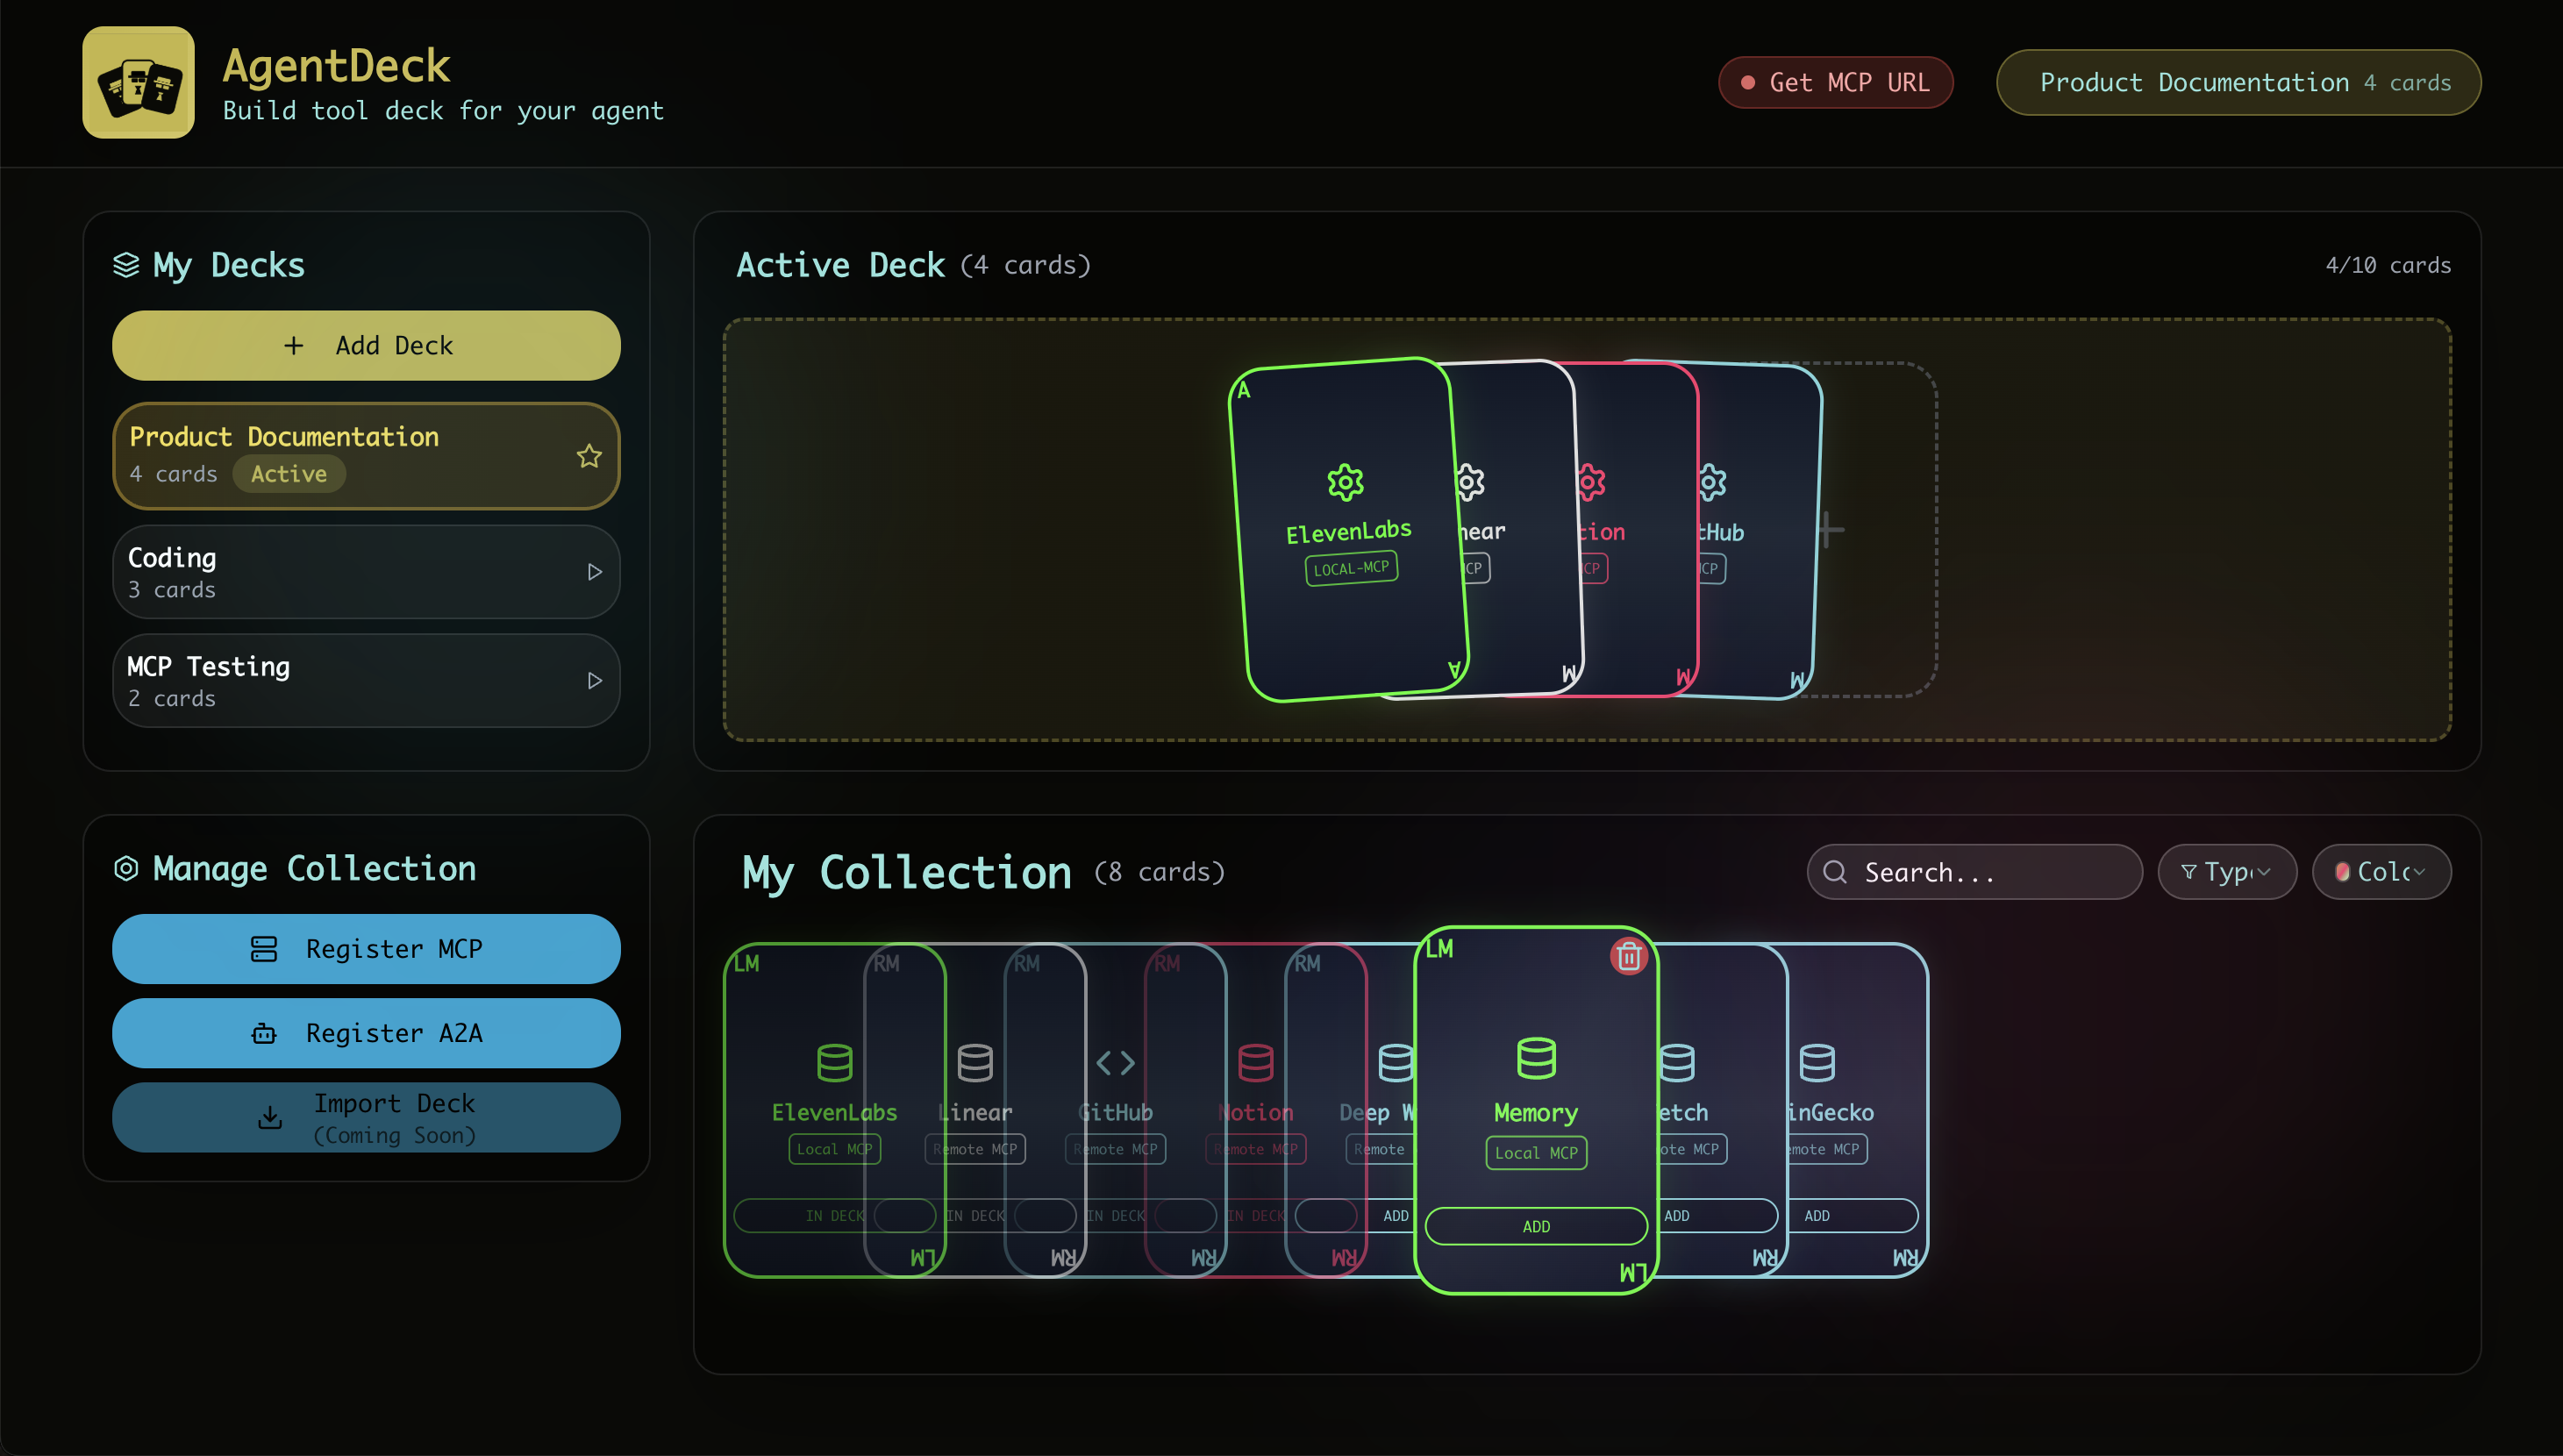 AgentDeck
Build tool deck for your agent
Get MCP URL
Product Documentation 4 cards
My Decks
Add Deck
Product Documentation
4 cards Active
Coding
3 cards
MCP Testing
2 cards
Active Deck (4 cards)
4/10 cards
A
ElevenLabs
LOCAL-MCP
A
near
CP
M
tion
CP
M
tHub
CP
M
Manage Collection
Register MCP
Register A2A
Import Deck
(Coming Soon)
My Collection (8 cards)
Search...
Type
Colo
LM
ElevenLabs
Local MCP
IN DECK
LM
RM
Linear
Remote MCP
IN DECK
RM
RM
GitHub
Remote MCP
IN DECK
RM
RM
Notion
Remote MCP
IN DECK
RM
RM
Deep W
Remote
ADD
LM
Memory
Local MCP
ADD
LM
etch
ote MCP
ADD
RM
inGecko
emote MCP
ADD
RM